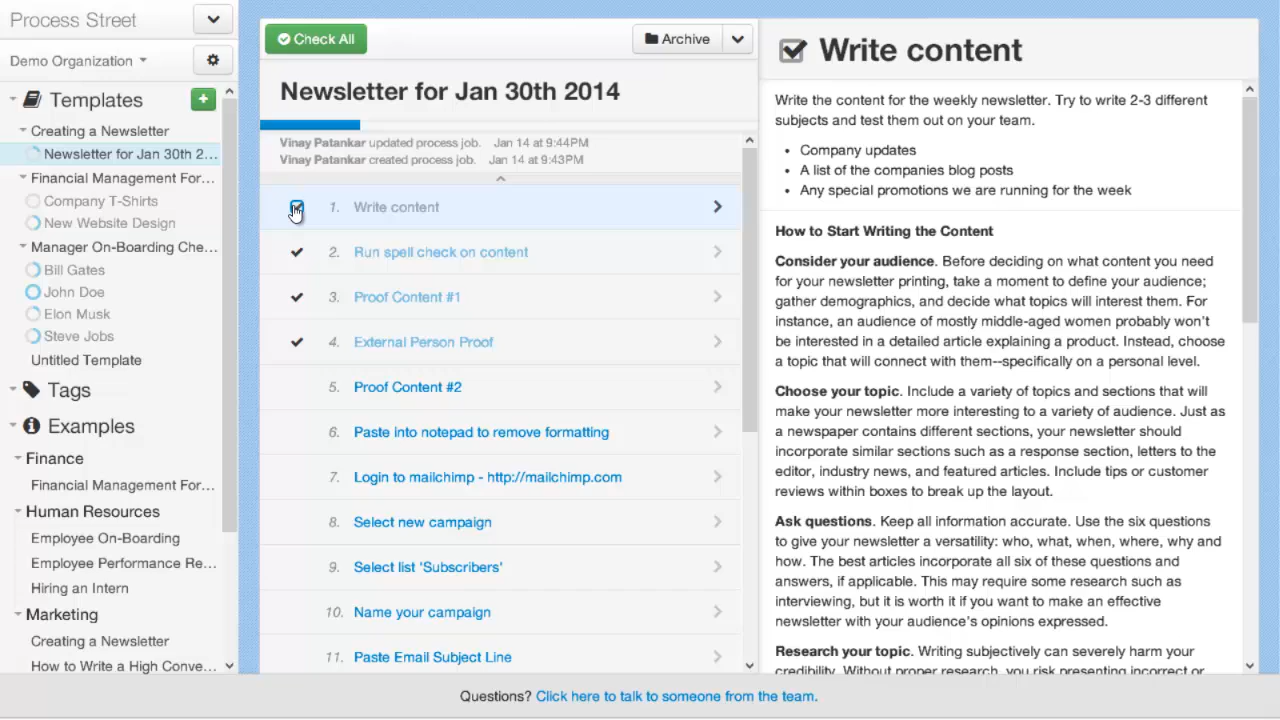 Process Street
Demo Organization
Templates
Creating a Newsletter
Newsletter for Jan 30th 2...
Financial Management For...
Company T-Shirts
New Website Design
Manager On-Boarding Che...
Bill Gates
John Doe
Elon Musk
Steve Jobs
Untitled Template
Tags
Examples
Finance
Financial Management For...
Human Resources
Employee On-Boarding
Employee Performance Re...
Hiring an Intern
Marketing
Creating a Newsletter
How to Write a High Conve...
Check All
Archive
Newsletter for Jan 30th 2014
Vinay Patankar updated process job. Jan 14 at 9:44PM
Vinay Patankar created process job. Jan 14 at 9:43PM
1. Write content
2. Run spell check on content
3. Proof Content #1
4. External Person Proof
5. Proof Content #2
6. Paste into notepad to remove formatting
7. Login to mailchimp - http://mailchimp.com
8. Select new campaign
9. Select list 'Subscribers'
10. Name your campaign
11. Paste Email Subject Line
Write content
Write the content for the weekly newsletter. Try to write 2-3 different
subjects and test them out on your team.
• Company updates
• A list of the companies blog posts
• Any special promotions we are running for the week
How to Start Writing the Content
Consider your audience. Before deciding on what content you need
for your newsletter printing, take a moment to define your audience;
gather demographics, and decide what topics will interest them. For
instance, an audience of mostly middle-aged women probably won't
be interested in a detailed article explaining a product. Instead, choose
a topic that will connect with them--specifically on a personal level.
Choose your topic. Include a variety of topics and sections that will
make your newsletter more interesting to a variety of audience. Just as
a newspaper contains different sections, your newsletter should
incorporate similar sections such as a response section, letters to the
editor, industry news, and featured articles. Include tips or customer
reviews within boxes to break up the layout.
Ask questions. Keep all information accurate. Use the six questions
to give your newsletter a versatility: who, what, when, where, why and
how. The best articles incorporate all six of these questions and
answers, if applicable. This may require some research such as
interviewing, but it is worth it if you want to make an effective
newsletter with your audience's opinions expressed.
Research your topic. Writing subjectively can severely harm your
credibility. Without proper research, you risk presenting incorrect or
Questions? Click here to talk to someone from the team.